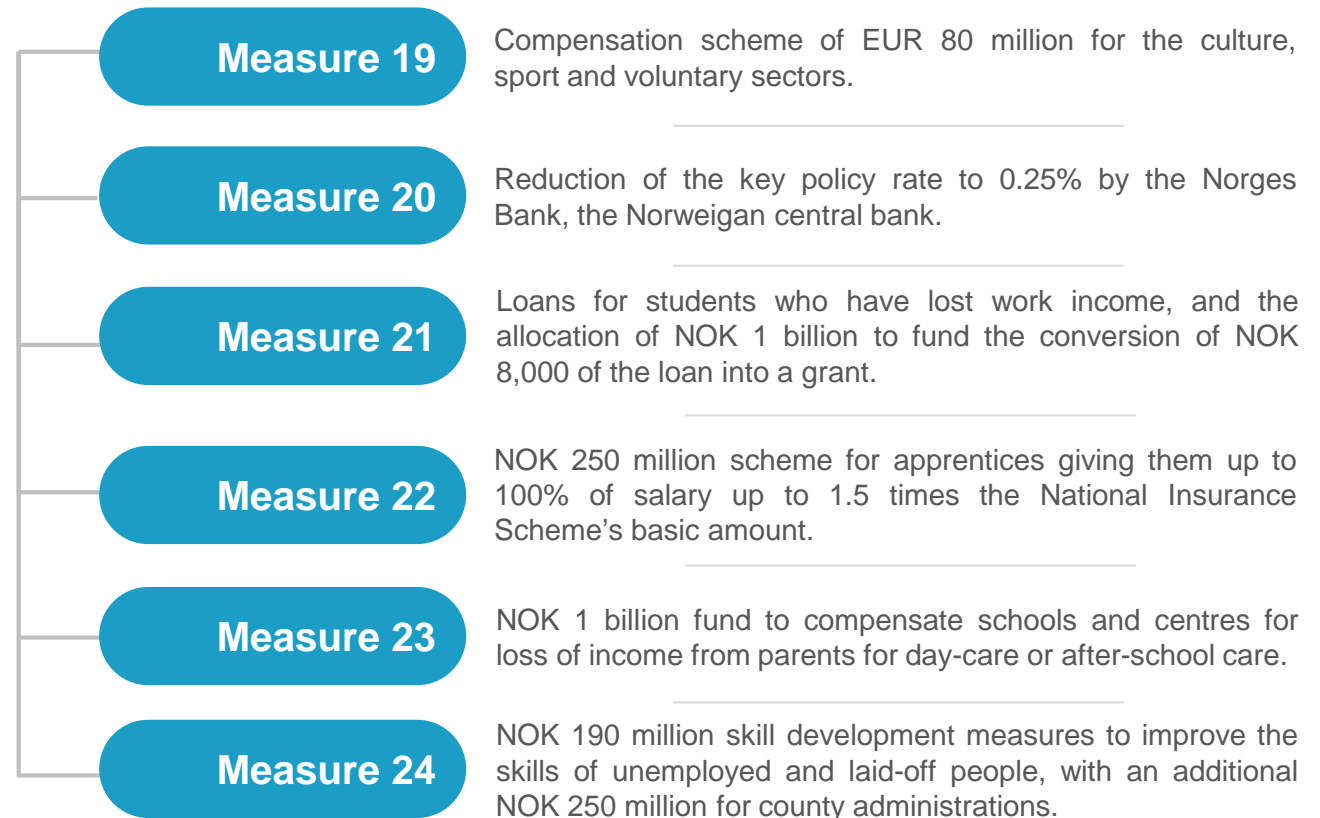 Measure 19
Compensation scheme of EUR 80 million for the culture,
sport and voluntary sectors.
Measure 20
Reduction of the key policy rate to 0.25% by the Norges
Bank, the Norweigan central bank.
Measure 21
Loans for students who have lost work income, and the
allocation of NOK 1 billion to fund the conversion of NOK
8,000 of the loan into a grant.
Measure 22
NOK 250 million scheme for apprentices giving them up to
100% of salary up to 1.5 times the National Insurance
Scheme’s basic amount.
Measure 23
NOK 1 billion fund to compensate schools and centres for
loss of income from parents for day-care or after-school care.
Measure 24
NOK 190 million skill development measures to improve the
skills of unemployed and laid-off people, with an additional
NOK 250 million for county administrations.